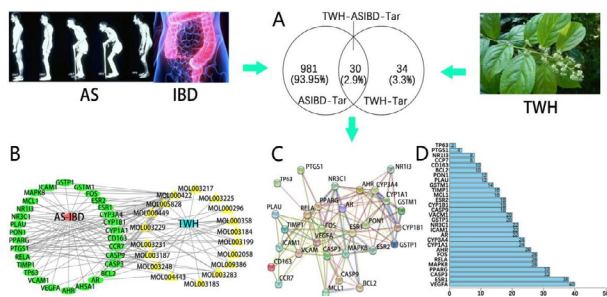 A
TWH-ASIBD-Tar
981
(93.95%)
30
(2.9%)
34
(3.3%)
ASIBD-Tar
TWH-Tar
AS
IBD
TWH
B
GSTP1
ICAM1
GSTM1
MAPK8
FOS
MCL1
ESR2
IL2
ESR1
NR1I3
CYP3A4
NR3C1
CYP1B1
PLAU
CYP1A1
PON1
CD163
PPARG
CCR7
PTGS1
CASP9
RELA
CASP3
TIMP1
BCL2
TP63
AR
VCAM1
AHSA1
VEGFA
AHR
AS-IBD
TWH
MOL003217
MOL000422
MOL003225
MOL005828
MOL000296
MOL000449
MOL000358
MOL003229
MOL003184
MOL003199
MOL003231
MOL002058
MOL003187
MOL009386
MOL003248
MOL003283
MOL004443
MOL003185
C
PTGS1
NR1I3
TP63
NR3C1
AHR
CYP3A4
CYP1A1
PPARG
GSTM1
PLAU
RELA
AR
CYP1B1
TIMP1
FOS
PON1
ESR1
VEGFA
ICAM1
VCAM
CASP3
MAPK8
ESR2
GSTP1
CD163
CCR7
CASP9
MCL1
BCL2
D
TP63
PTGS1
NR1I3
CCR7
CD163
BCL2
PON1
PLAU
GSTM1
TIMP1
MCL1
ESR2
CYP1B1
CASP9
VACM1
GSTP1
NR3C1
ICAM1
AR
CYP3A4
CYP1A1
AHR
FOS
RELA
MAPK8
PPARG
CASP3
ESR1
VEGFA
0
10
20
30
40